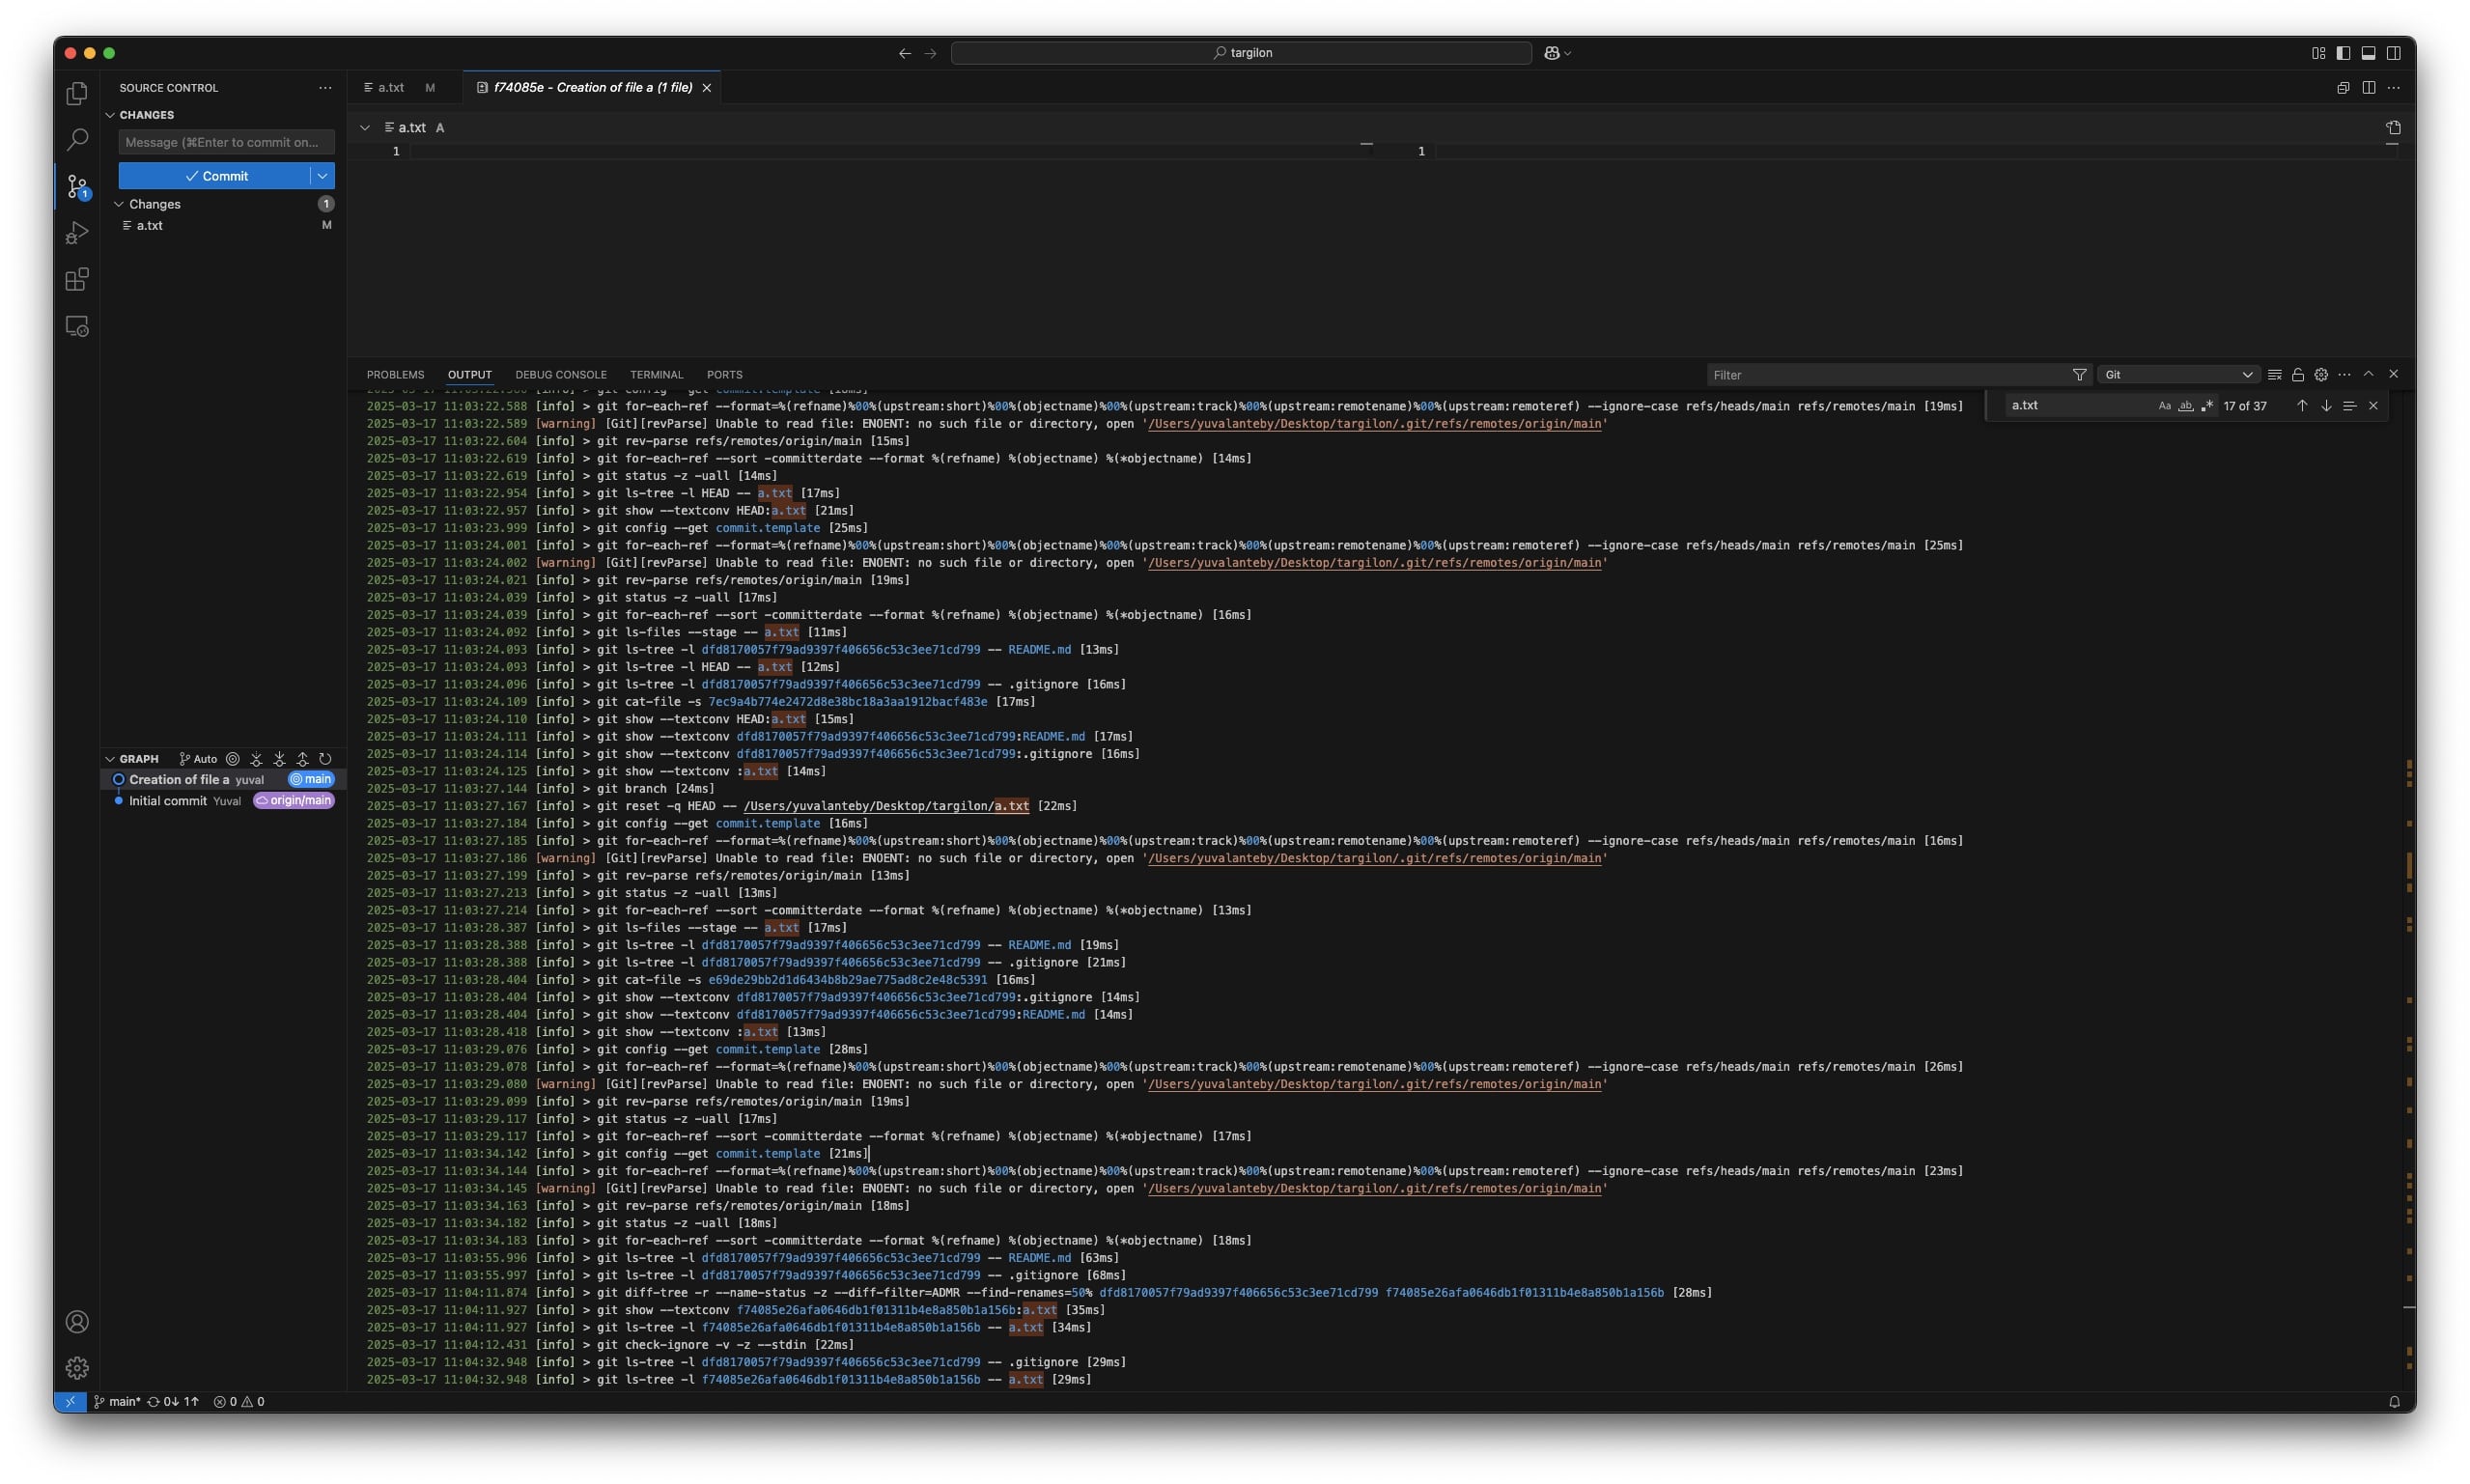 targilon
SOURCE CONTROL
CHANGES
Message (⌘Enter to commit on...
Commit
Changes 1
a.txt M
1
GRAPH Auto
Creation of file a yuval main
Initial commit Yuval origin/main
a.txt M
f74085e - Creation of file a (1 file)
a.txt A
1 1
PROBLEMS OUTPUT DEBUG CONSOLE TERMINAL PORTS Filter Git
a.txt Aa ab 17 of 37
2025-03-17 11:03:22.588 [info] > git for-each-ref --format=%(refname)%00%(upstream:short)%00%(objectname)%00%(upstream:track)%00%(upstream:remotename)%00%(upstream:remoteref) --ignore-case refs/heads/main refs/remotes/main [19ms]
2025-03-17 11:03:22.589 [warning] [Git][revParse] Unable to read file: ENOENT: no such file or directory, open '/Users/yuvalanteby/Desktop/targilon/.git/refs/remotes/origin/main'
2025-03-17 11:03:22.604 [info] > git rev-parse refs/remotes/origin/main [15ms]
2025-03-17 11:03:22.619 [info] > git for-each-ref --sort -committerdate --format %(refname) %(objectname) %(*objectname) [14ms]
2025-03-17 11:03:22.619 [info] > git status -z -uall [14ms]
2025-03-17 11:03:22.954 [info] > git ls-tree -l HEAD -- a.txt [17ms]
2025-03-17 11:03:22.957 [info] > git show --textconv HEAD:a.txt [21ms]
2025-03-17 11:03:23.999 [info] > git config --get commit.template [25ms]
2025-03-17 11:03:24.001 [info] > git for-each-ref --format=%(refname)%00%(upstream:short)%00%(objectname)%00%(upstream:track)%00%(upstream:remotename)%00%(upstream:remoteref) --ignore-case refs/heads/main refs/remotes/main [25ms]
2025-03-17 11:03:24.002 [warning] [Git][revParse] Unable to read file: ENOENT: no such file or directory, open '/Users/yuvalanteby/Desktop/targilon/.git/refs/remotes/origin/main'
2025-03-17 11:03:24.021 [info] > git rev-parse refs/remotes/origin/main [19ms]
2025-03-17 11:03:24.039 [info] > git status -z -uall [17ms]
2025-03-17 11:03:24.039 [info] > git for-each-ref --sort -committerdate --format %(refname) %(objectname) %(*objectname) [16ms]
2025-03-17 11:03:24.092 [info] > git ls-files --stage -- a.txt [11ms]
2025-03-17 11:03:24.093 [info] > git ls-tree -l dfd8170057f79ad9397f406656c53c3ee71cd799 -- README.md [13ms]
2025-03-17 11:03:24.093 [info] > git ls-tree -l HEAD -- a.txt [12ms]
2025-03-17 11:03:24.096 [info] > git ls-tree -l dfd8170057f79ad9397f406656c53c3ee71cd799 -- .gitignore [16ms]
2025-03-17 11:03:24.109 [info] > git cat-file -s 7ec9a4b774e2472d8e38bc18a3aa1912bacf483e [17ms]
2025-03-17 11:03:24.110 [info] > git show --textconv HEAD:a.txt [15ms]
2025-03-17 11:03:24.111 [info] > git show --textconv dfd8170057f79ad9397f406656c53c3ee71cd799:README.md [17ms]
2025-03-17 11:03:24.114 [info] > git show --textconv dfd8170057f79ad9397f406656c53c3ee71cd799:.gitignore [16ms]
2025-03-17 11:03:24.125 [info] > git show --textconv :a.txt [14ms]
2025-03-17 11:03:27.144 [info] > git branch [24ms]
2025-03-17 11:03:27.167 [info] > git reset -q HEAD -- /Users/yuvalanteby/Desktop/targilon/a.txt [22ms]
2025-03-17 11:03:27.184 [info] > git config --get commit.template [16ms]
2025-03-17 11:03:27.185 [info] > git for-each-ref --format=%(refname)%00%(upstream:short)%00%(objectname)%00%(upstream:track)%00%(upstream:remotename)%00%(upstream:remoteref) --ignore-case refs/heads/main refs/remotes/main [16ms]
2025-03-17 11:03:27.186 [warning] [Git][revParse] Unable to read file: ENOENT: no such file or directory, open '/Users/yuvalanteby/Desktop/targilon/.git/refs/remotes/origin/main'
2025-03-17 11:03:27.199 [info] > git rev-parse refs/remotes/origin/main [13ms]
2025-03-17 11:03:27.213 [info] > git status -z -uall [13ms]
2025-03-17 11:03:27.214 [info] > git for-each-ref --sort -committerdate --format %(refname) %(objectname) %(*objectname) [13ms]
2025-03-17 11:03:28.387 [info] > git ls-files --stage -- a.txt [17ms]
2025-03-17 11:03:28.388 [info] > git ls-tree -l dfd8170057f79ad9397f406656c53c3ee71cd799 -- README.md [19ms]
2025-03-17 11:03:28.388 [info] > git ls-tree -l dfd8170057f79ad9397f406656c53c3ee71cd799 -- .gitignore [21ms]
2025-03-17 11:03:28.404 [info] > git cat-file -s e69de29bb2d1d6434b8b29ae775ad8c2e48c5391 [16ms]
2025-03-17 11:03:28.404 [info] > git show --textconv dfd8170057f79ad9397f406656c53c3ee71cd799:.gitignore [14ms]
2025-03-17 11:03:28.404 [info] > git show --textconv dfd8170057f79ad9397f406656c53c3ee71cd799:README.md [14ms]
2025-03-17 11:03:28.418 [info] > git show --textconv :a.txt [13ms]
2025-03-17 11:03:29.076 [info] > git config --get commit.template [28ms]
2025-03-17 11:03:29.078 [info] > git for-each-ref --format=%(refname)%00%(upstream:short)%00%(objectname)%00%(upstream:track)%00%(upstream:remotename)%00%(upstream:remoteref) --ignore-case refs/heads/main refs/remotes/main [26ms]
2025-03-17 11:03:29.080 [warning] [Git][revParse] Unable to read file: ENOENT: no such file or directory, open '/Users/yuvalanteby/Desktop/targilon/.git/refs/remotes/origin/main'
2025-03-17 11:03:29.099 [info] > git rev-parse refs/remotes/origin/main [19ms]
2025-03-17 11:03:29.117 [info] > git status -z -uall [17ms]
2025-03-17 11:03:29.117 [info] > git for-each-ref --sort -committerdate --format %(refname) %(objectname) %(*objectname) [17ms]
2025-03-17 11:03:34.142 [info] > git config --get commit.template [21ms]
2025-03-17 11:03:34.144 [info] > git for-each-ref --format=%(refname)%00%(upstream:short)%00%(objectname)%00%(upstream:track)%00%(upstream:remotename)%00%(upstream:remoteref) --ignore-case refs/heads/main refs/remotes/main [23ms]
2025-03-17 11:03:34.145 [warning] [Git][revParse] Unable to read file: ENOENT: no such file or directory, open '/Users/yuvalanteby/Desktop/targilon/.git/refs/remotes/origin/main'
2025-03-17 11:03:34.163 [info] > git rev-parse refs/remotes/origin/main [18ms]
2025-03-17 11:03:34.182 [info] > git status -z -uall [18ms]
2025-03-17 11:03:34.183 [info] > git for-each-ref --sort -committerdate --format %(refname) %(objectname) %(*objectname) [18ms]
2025-03-17 11:03:55.996 [info] > git ls-tree -l dfd8170057f79ad9397f406656c53c3ee71cd799 -- README.md [63ms]
2025-03-17 11:03:55.997 [info] > git ls-tree -l dfd8170057f79ad9397f406656c53c3ee71cd799 -- .gitignore [68ms]
2025-03-17 11:04:11.874 [info] > git diff-tree -r --name-status -z --diff-filter=ADMR --find-renames=50% dfd8170057f79ad9397f406656c53c3ee71cd799 f74085e26afa0646db1f01311b4e8a850b1a156b [28ms]
2025-03-17 11:04:11.927 [info] > git show --textconv f74085e26afa0646db1f01311b4e8a850b1a156b:a.txt [35ms]
2025-03-17 11:04:11.927 [info] > git ls-tree -l f74085e26afa0646db1f01311b4e8a850b1a156b -- a.txt [34ms]
2025-03-17 11:04:12.431 [info] > git check-ignore -v -z --stdin [22ms]
2025-03-17 11:04:32.948 [info] > git ls-tree -l dfd8170057f79ad9397f406656c53c3ee71cd799 -- .gitignore [29ms]
2025-03-17 11:04:32.948 [info] > git ls-tree -l f74085e26afa0646db1f01311b4e8a850b1a156b -- a.txt [29ms]
main* 0↓ 1↑ 0 0